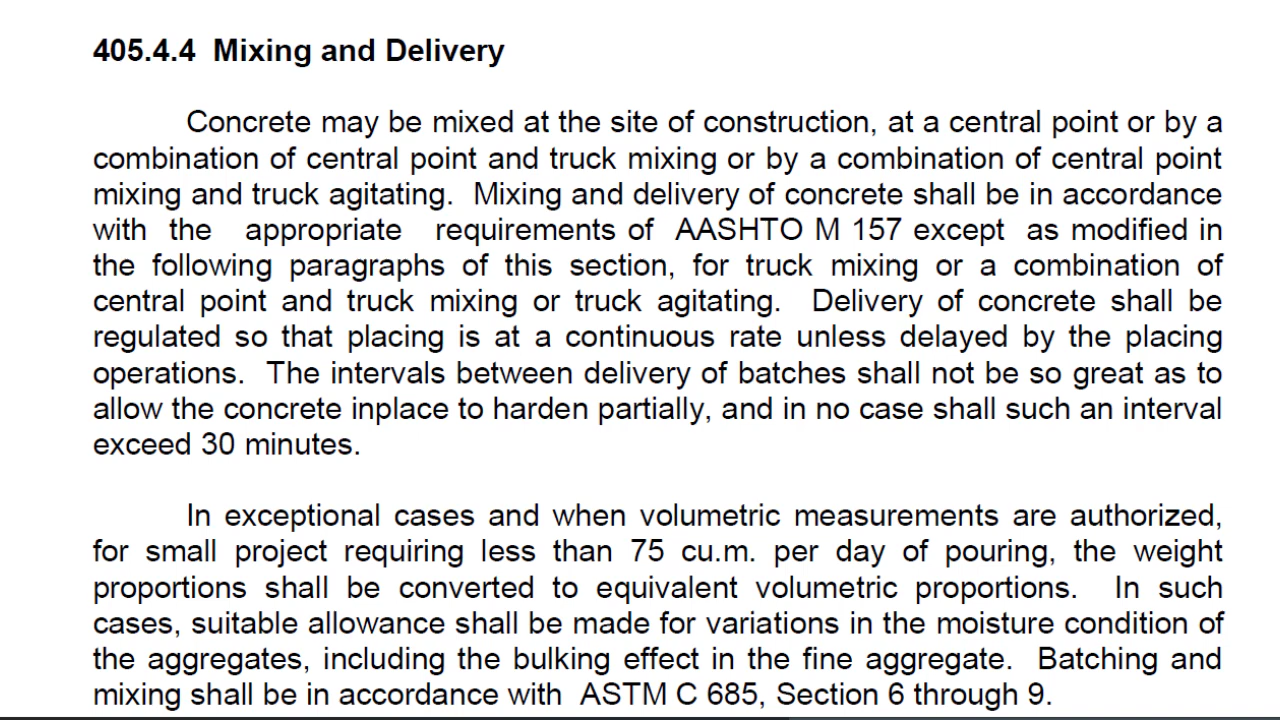 405.4.4 Mixing and Delivery
Concrete may be mixed at the site of construction, at a central point or by a
combination of central point and truck mixing or by a combination of central point
mixing and truck agitating. Mixing and delivery of concrete shall be in accordance
with the appropriate requirements of AASHTO M 157 except as modified in
the following paragraphs of this section, for truck mixing or a combination of
central point and truck mixing or truck agitating. Delivery of concrete shall be
regulated so that placing is at a continuous rate unless delayed by the placing
operations. The intervals between delivery of batches shall not be so great as to
allow the concrete inplace to harden partially, and in no case shall such an interval
exceed 30 minutes.
In exceptional cases and when volumetric measurements are authorized,
for small project requiring less than 75 cu.m. per day of pouring, the weight
proportions shall be converted to equivalent volumetric proportions. In such
cases, suitable allowance shall be made for variations in the moisture condition of
the aggregates, including the bulking effect in the fine aggregate. Batching and
mixing shall be in accordance with ASTM C 685, Section 6 through 9.